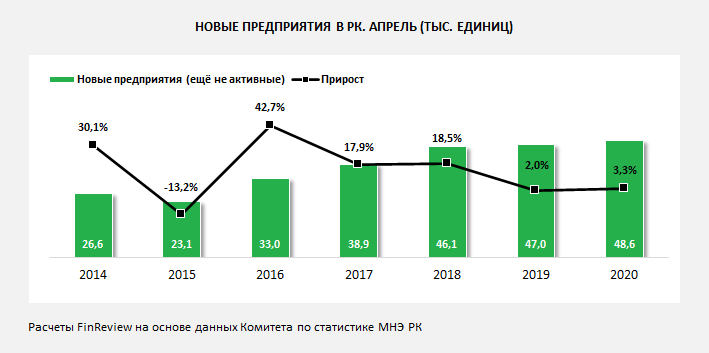 НОВЫЕ ПРЕДПРИЯТИЯ В РК. АПРЕЛЬ (ТЫС. ЕДИНИЦ)
Новые предприятия (ещё не активные) Прирост
30,1% -13,2% 42,7% 17,9% 18,5% 2,0% 3,3%
26,6 23,1 33,0 38,9 46,1 47,0 48,6
2014 2015 2016 2017 2018 2019 2020
Расчеты FinReview на основе данных Комитета по статистике МНЭ РК